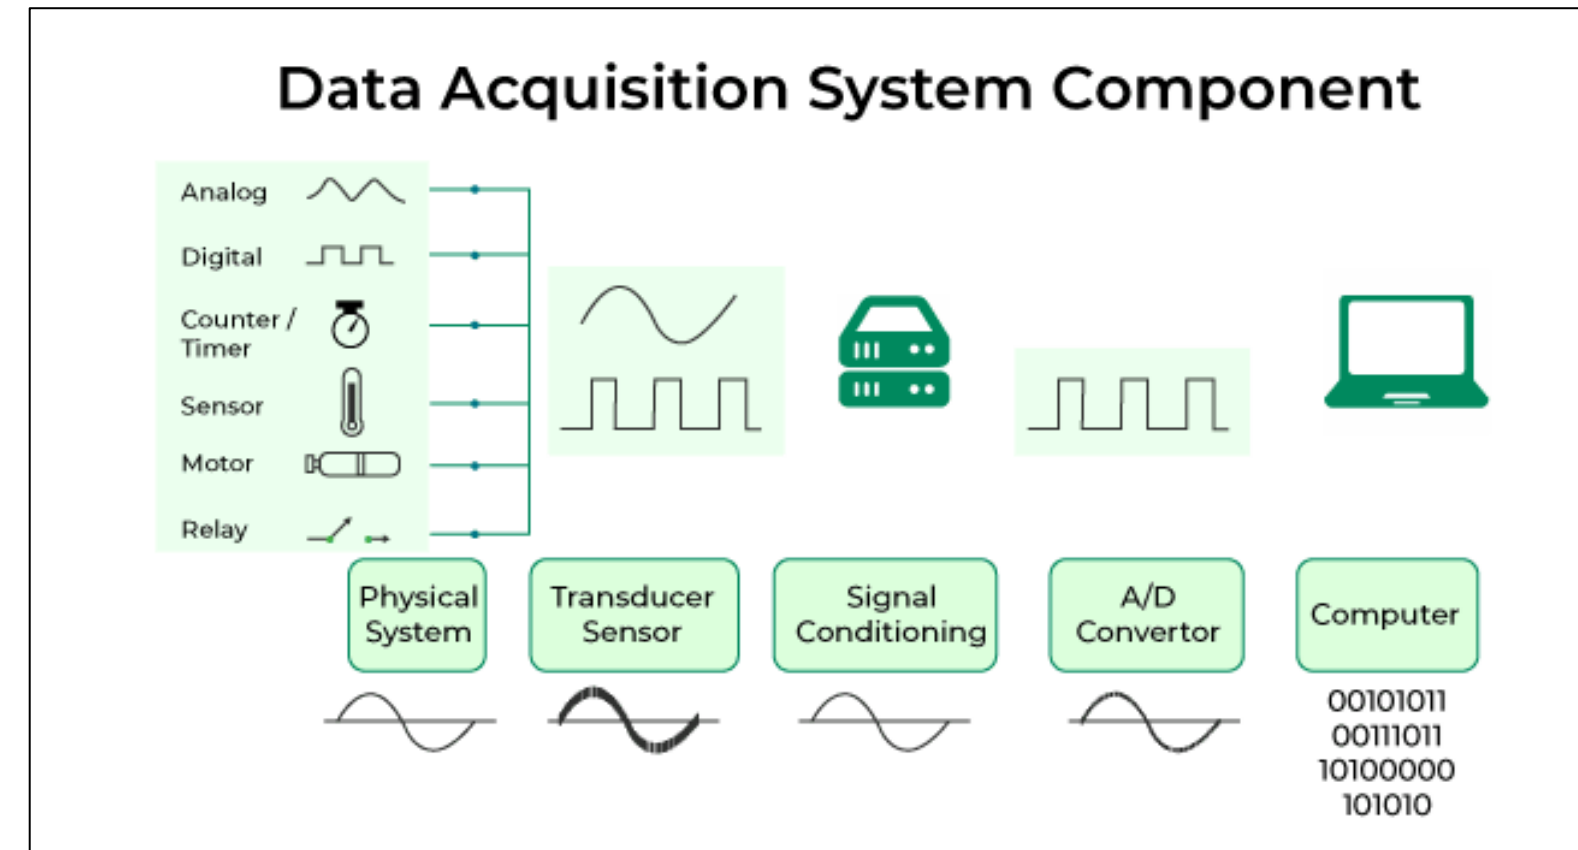 Data Acquisition System Component
Analog
Digital
Counter /
Timer
Sensor
Motor
Relay
Physical
System
Transducer
Sensor
Signal
Conditioning
A/D
Convertor
Computer
00101011
00111011
10100000
101010